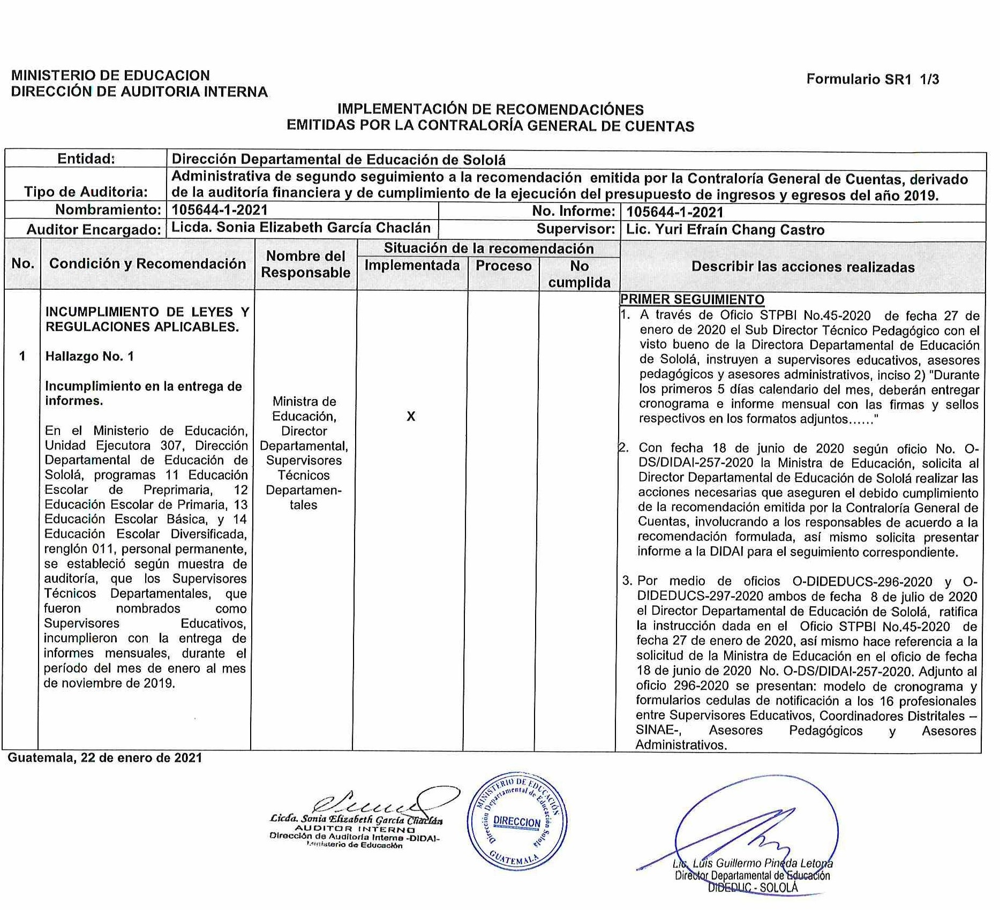 MINISTERIO DE EDUCACION
DIRECCIÓN DE AUDITORIA INTERNA
Formulario SR1 1/3
IMPLEMENTACIÓN DE RECOMENDACIÓNES
EMITIDAS POR LA CONTRALORÍA GENERAL DE CUENTAS
Entidad: Dirección Departamental de Educación de Sololá
Tipo de Auditoria: Administrativa de segundo seguimiento a la recomendación emitida por la Contraloría General de Cuentas, derivado
de la auditoría financiera y de cumplimiento de la ejecución del presupuesto de ingresos y egresos del año 2019.
Nombramiento: 105644-1-2021 No. Informe: 105644-1-2021
Auditor Encargado: Licda. Sonia Elizabeth García Chaclán Supervisor: Lic. Yuri Efraín Chang Castro
No.
Condición y Recomendación
Nombre del
Responsable
Situación de la recomendación
Implementada
Proceso
No
cumplida
Describir las acciones realizadas
1
INCUMPLIMIENTO DE LEYES Y
REGULACIONES APLICABLES.
Hallazgo No. 1
Incumplimiento en la entrega de
informes.
En el Ministerio de Educación,
Unidad Ejecutora 307, Dirección
Departamental de Educación de
Sololá, programas 11 Educación
Escolar de Preprimaria, 12
Educación Escolar de Primaria, 13
Educación Escolar Básica, y 14
Educación Escolar Diversificada,
renglón 011, personal permanente,
se estableció según muestra de
auditoría, que los Supervisores
Técnicos Departamentales, que
fueron nombrados como
Supervisores Educativos,
incumplieron con la entrega de
informes mensuales, durante el
período del mes de enero al mes
de noviembre de 2019.
Ministra de
Educación,
Director
Departamental,
Supervisores
Técnicos
Departamen-
tales
X
PRIMER SEGUIMIENTO
1. A través de Oficio STPBI No.45-2020 de fecha 27 de
enero de 2020 el Sub Director Técnico Pedagógico con el
visto bueno de la Directora Departamental de Educación
de Sololá, instruyen a supervisores educativos, asesores
pedagógicos y asesores administrativos, inciso 2) "Durante
los primeros 5 días calendario del mes, deberán entregar
cronograma e informe mensual con las firmas y sellos
respectivos en los formatos adjuntos……"
2. Con fecha 18 de junio de 2020 según oficio No. O-
DS/DIDAI-257-2020 la Ministra de Educación, solicita al
Director Departamental de Educación de Sololá realizar las
acciones necesarias que aseguren el debido cumplimiento
de la recomendación emitida por la Contraloría General de
Cuentas, involucrando a los responsables de acuerdo a la
recomendación formulada, así mismo solicita presentar
informe a la DIDAI para el seguimiento correspondiente.
3. Por medio de oficios O-DIDEDUCS-296-2020 y O-
DIDEDUCS-297-2020 ambos de fecha 8 de julio de 2020
el Director Departamental de Educación de Sololá, ratifica
la instrucción dada en el Oficio STPBI No.45-2020 de
fecha 27 de enero de 2020, así mismo hace referencia a la
solicitud de la Ministra de Educación en el oficio de fecha
18 de junio de 2020 No. O-DS/DIDAI-257-2020. Adjunto al
oficio 296-2020 se presentan: modelo de cronograma y
formularios cedulas de notificación a los 16 profesionales
entre Supervisores Educativos, Coordinadores Distritales –
SINAE-, Asesores Pedagógicos y Asesores
Administrativos.
Guatemala, 22 de enero de 2021
Licda. Sonia Elizabeth García Chaclán
AUDITOR INTERNO
Dirección de Auditoría Interna -DIDAI-
Ministerio de Educación
MINISTERIO DE EDUCACIÓN
Dirección Departamental de Educación Sololá
DIRECCION
GUATEMALA
Lic. Luis Guillermo Pineda Letona
Director Departamental de Educación
DIDEDUC - SOLOLÁ